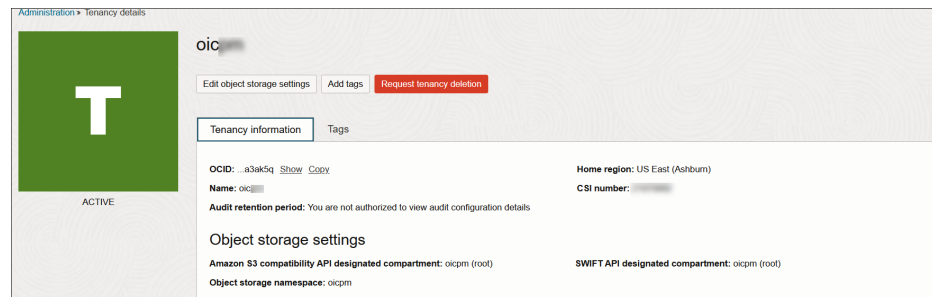 Administration » Tenancy details
oic
Edit object storage settings Add tags Request tenancy deletion
T
Tenancy information Tags
OCID: ...a3ak5q Show Copy Home region: US East (Ashburn)
Name: oic CSI number:
ACTIVE
Audit retention period: You are not authorized to view audit configuration details
Object storage settings
Amazon S3 compatibility API designated compartment: oicpm (root) SWIFT API designated compartment: oicpm (root)
Object storage namespace: oicpm